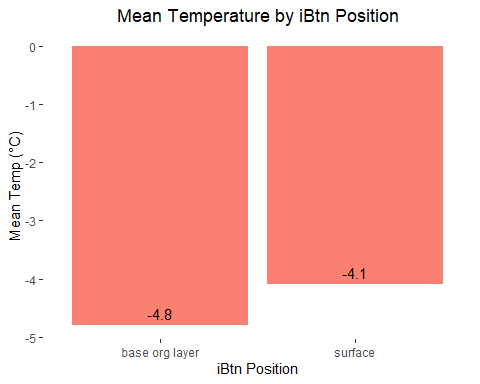 Mean Temperature by iBtn Position
Mean Temp (°C)
0
-1
-2
-3
-4
-5
-4.8
-4.1
base org layer
surface
iBtn Position